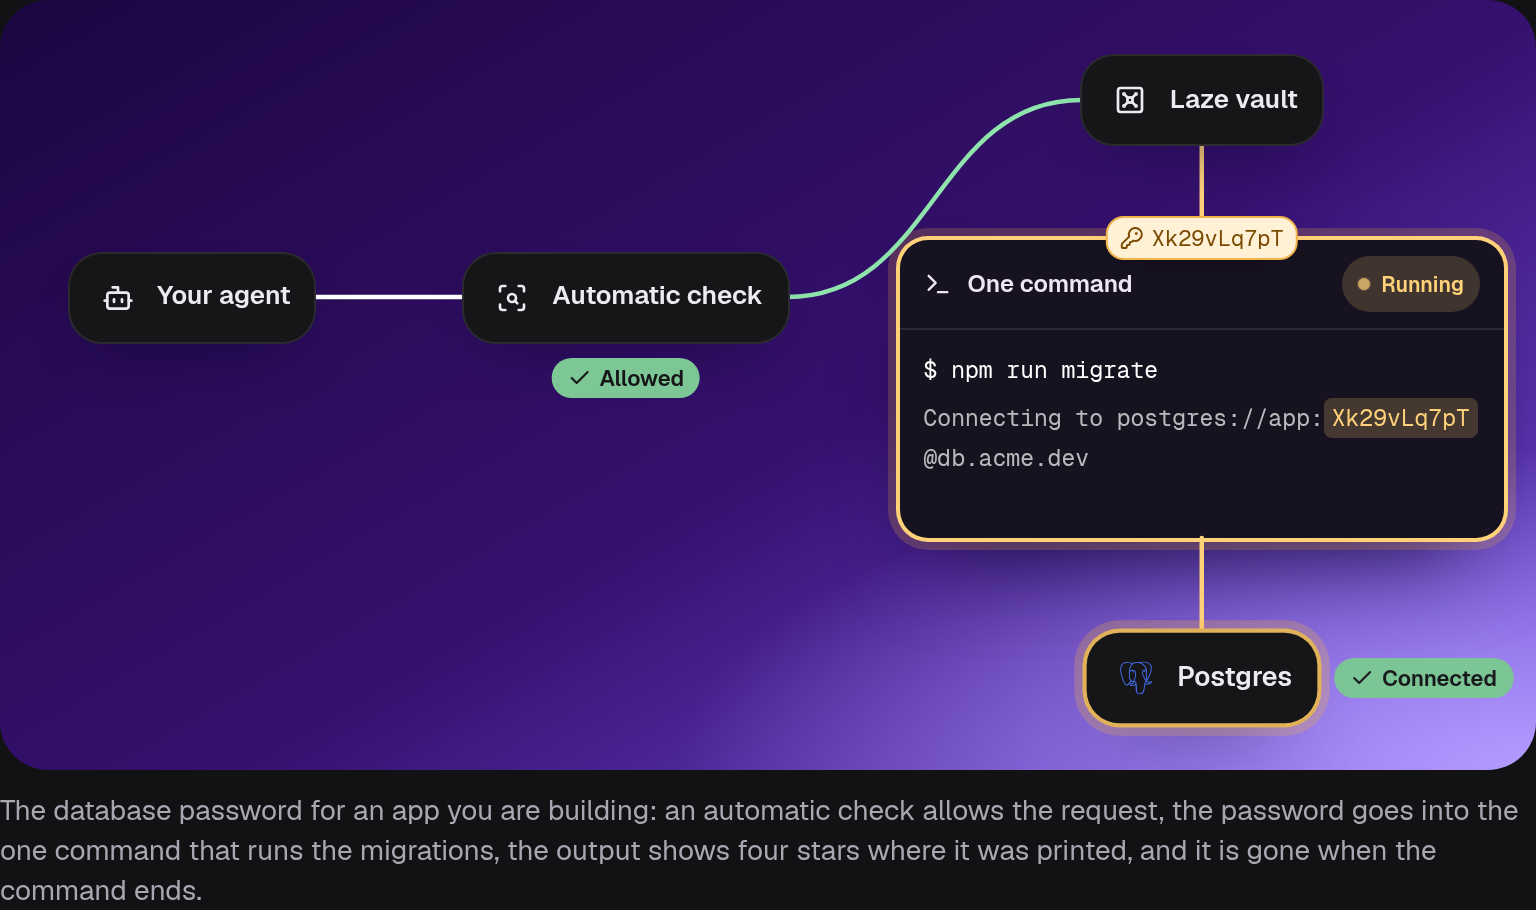 Laze vault
Your agent
Automatic check
Allowed
Xk29vLq7pT
One command
Running
$ npm run migrate
Connecting to postgres://app:Xk29vLq7pT
@db.acme.dev
Postgres
Connected
The database password for an app you are building: an automatic check allows the request, the password goes into the
one command that runs the migrations, the output shows four stars where it was printed, and it is gone when the
command ends.